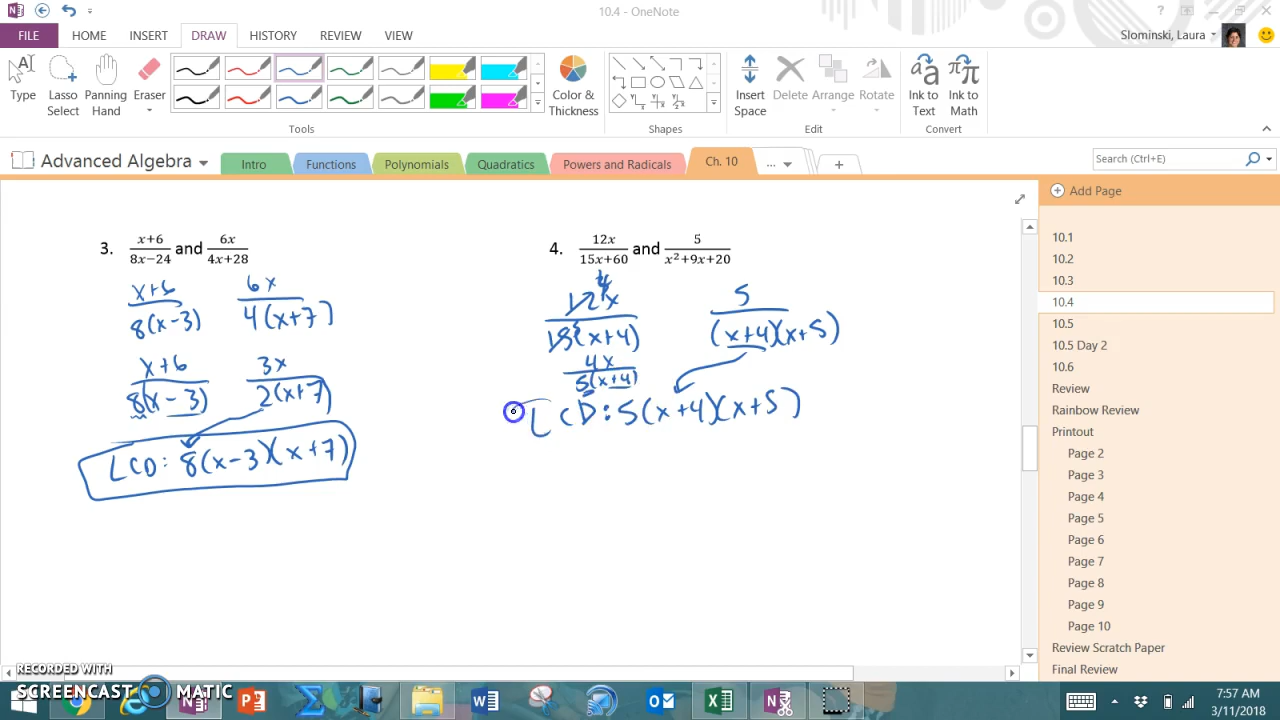 10.4 - OneNote
?
FILE HOME INSERT DRAW HISTORY REVIEW VIEW
Slominski, Laura
Type
Lasso Select
Panning Hand
Eraser
Color & Thickness
Insert Space
Delete
Arrange
Rotate
Ink to Text
Ink to Math
Tools Shapes Edit Convert
Advanced Algebra Intro Functions Polynomials Quadratics Powers and Radicals Ch. 10 ... +
Search (Ctrl+E)
Add Page
10.1
10.2
10.3
10.4
10.5
10.5 Day 2
10.6
Review
Rainbow Review
Printout
Page 2
Page 3
Page 4
Page 5
Page 6
Page 7
Page 8
Page 9
Page 10
Review Scratch Paper
Final Review
3. x+6/8x−24 and 6x/4x+28
x+6/8(x-3) 6x/4(x+7)
x+6/8(x-3) 3x/2(x+7)
LCD: 8(x-3)(x+7)
4. 12x/15x+60 and 5/x²+9x+20
4
12x/15(x+4) 5/(x+4)(x+5)
5
4x/5(x+4)
LCD: 5(x+4)(x+5)
RECORDED WITH
SCREENCAST MATIC
7:57 AM
3/11/2018